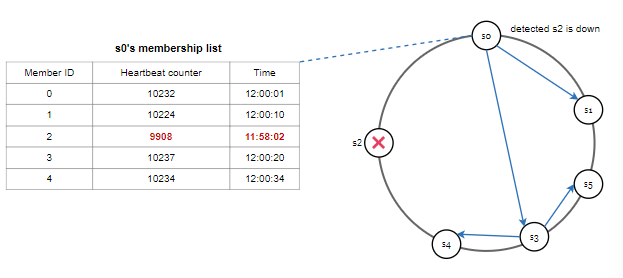 s0's membership list
Member ID Heartbeat counter Time
0 10232 12:00:01
1 10224 12:00:10
2 9908 11:58:02
3 10237 12:00:20
4 10234 12:00:34
s0
detected s2 is down
s1
s2
s5
s3
s4